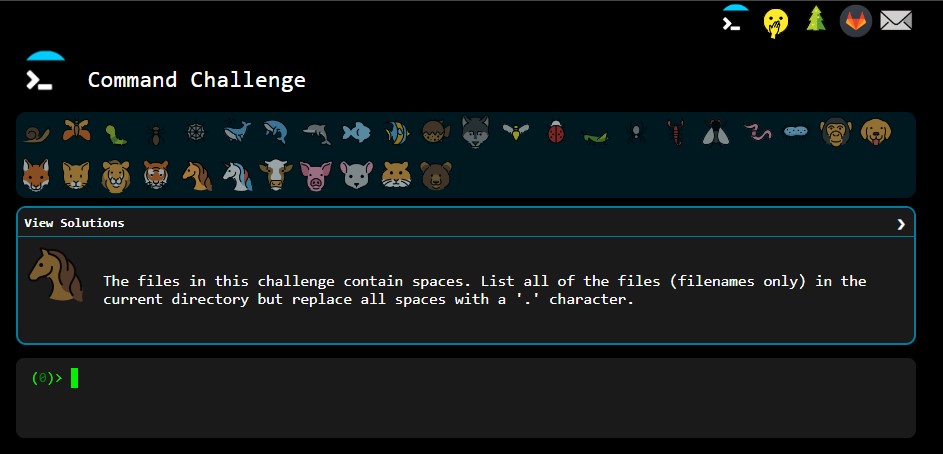 Command Challenge
View Solutions
The files in this challenge contain spaces. List all of the files (filenames only) in the
current directory but replace all spaces with a '.' character.
(0)>